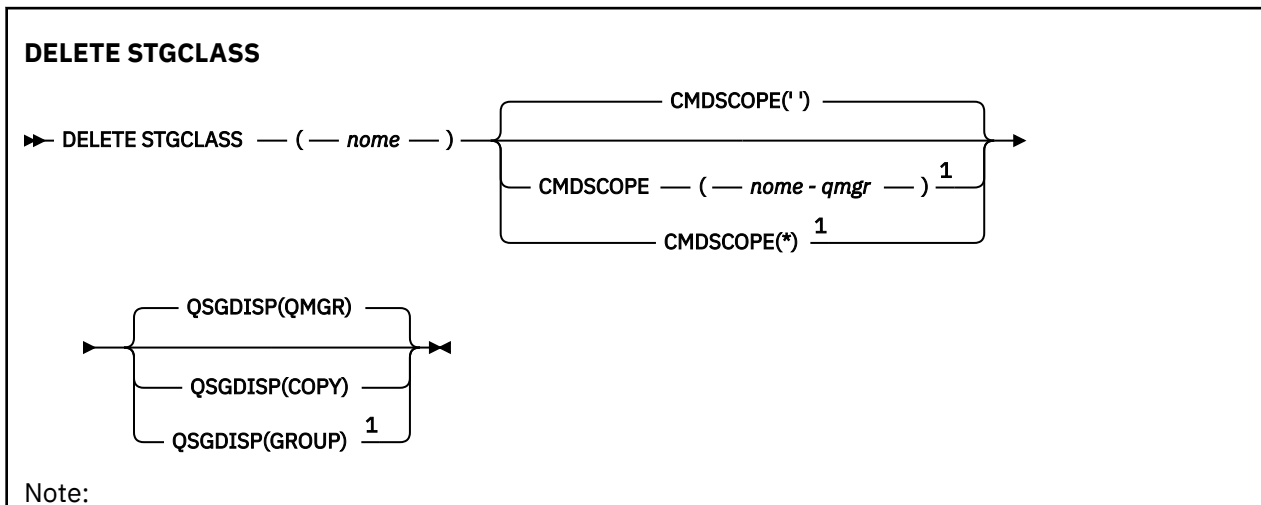 DELETE STGCLASS
CMDSCOPE(' ')
DELETE STGCLASS ( nome )
CMDSCOPE ( nome - qmgr ) 1
CMDSCOPE(*) 1
QSGDISP(QMGR)
QSGDISP(COPY)
QSGDISP(GROUP) 1
Note: